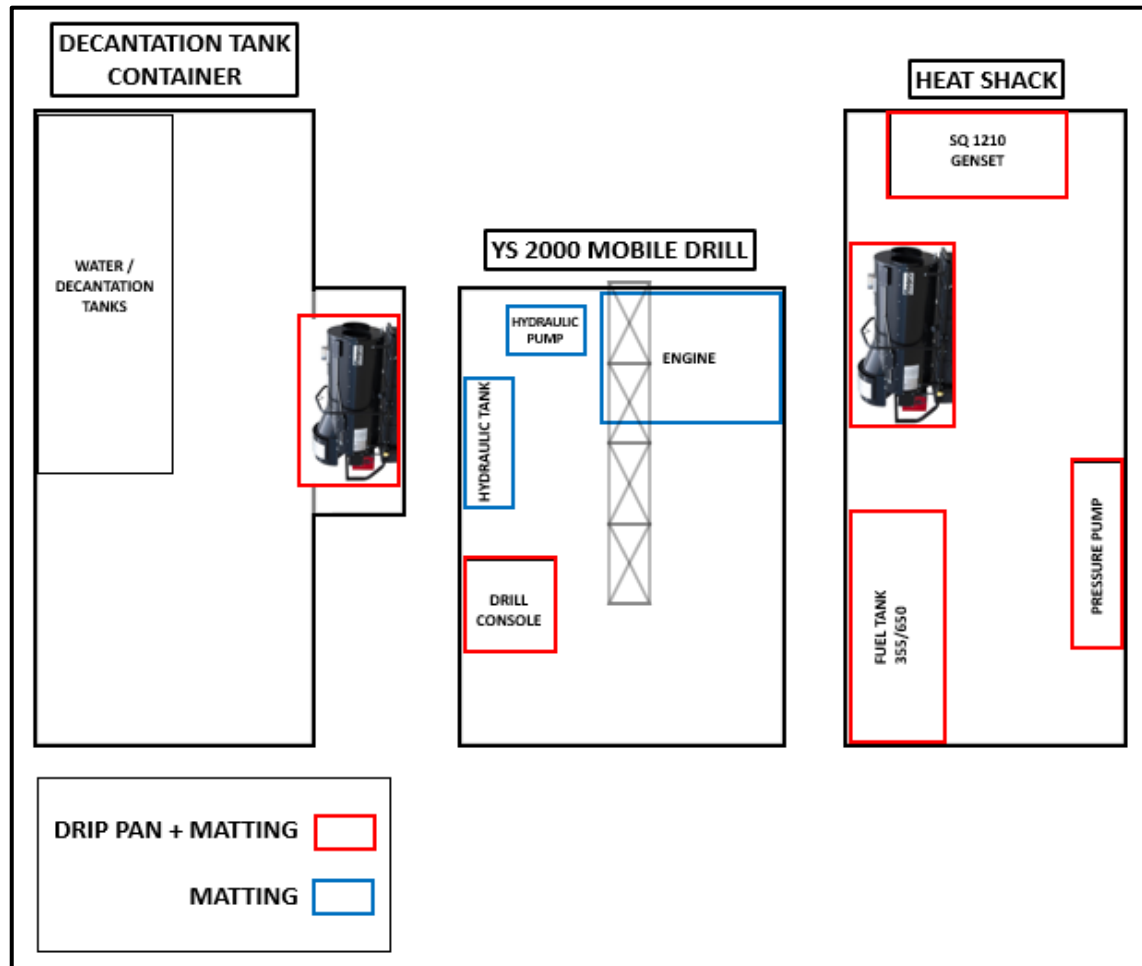 DECANTATION TANK
CONTAINER
HEAT SHACK
SQ 1210
GENSET
WATER /
DECANTATION
TANKS
YS 2000 MOBILE DRILL
HYDRAULIC
PUMP
ENGINE
HYDRAULIC TANK
DRILL
CONSOLE
FUEL TANK
355/650
PRESSURE PUMP
DRIP PAN + MATTING
MATTING